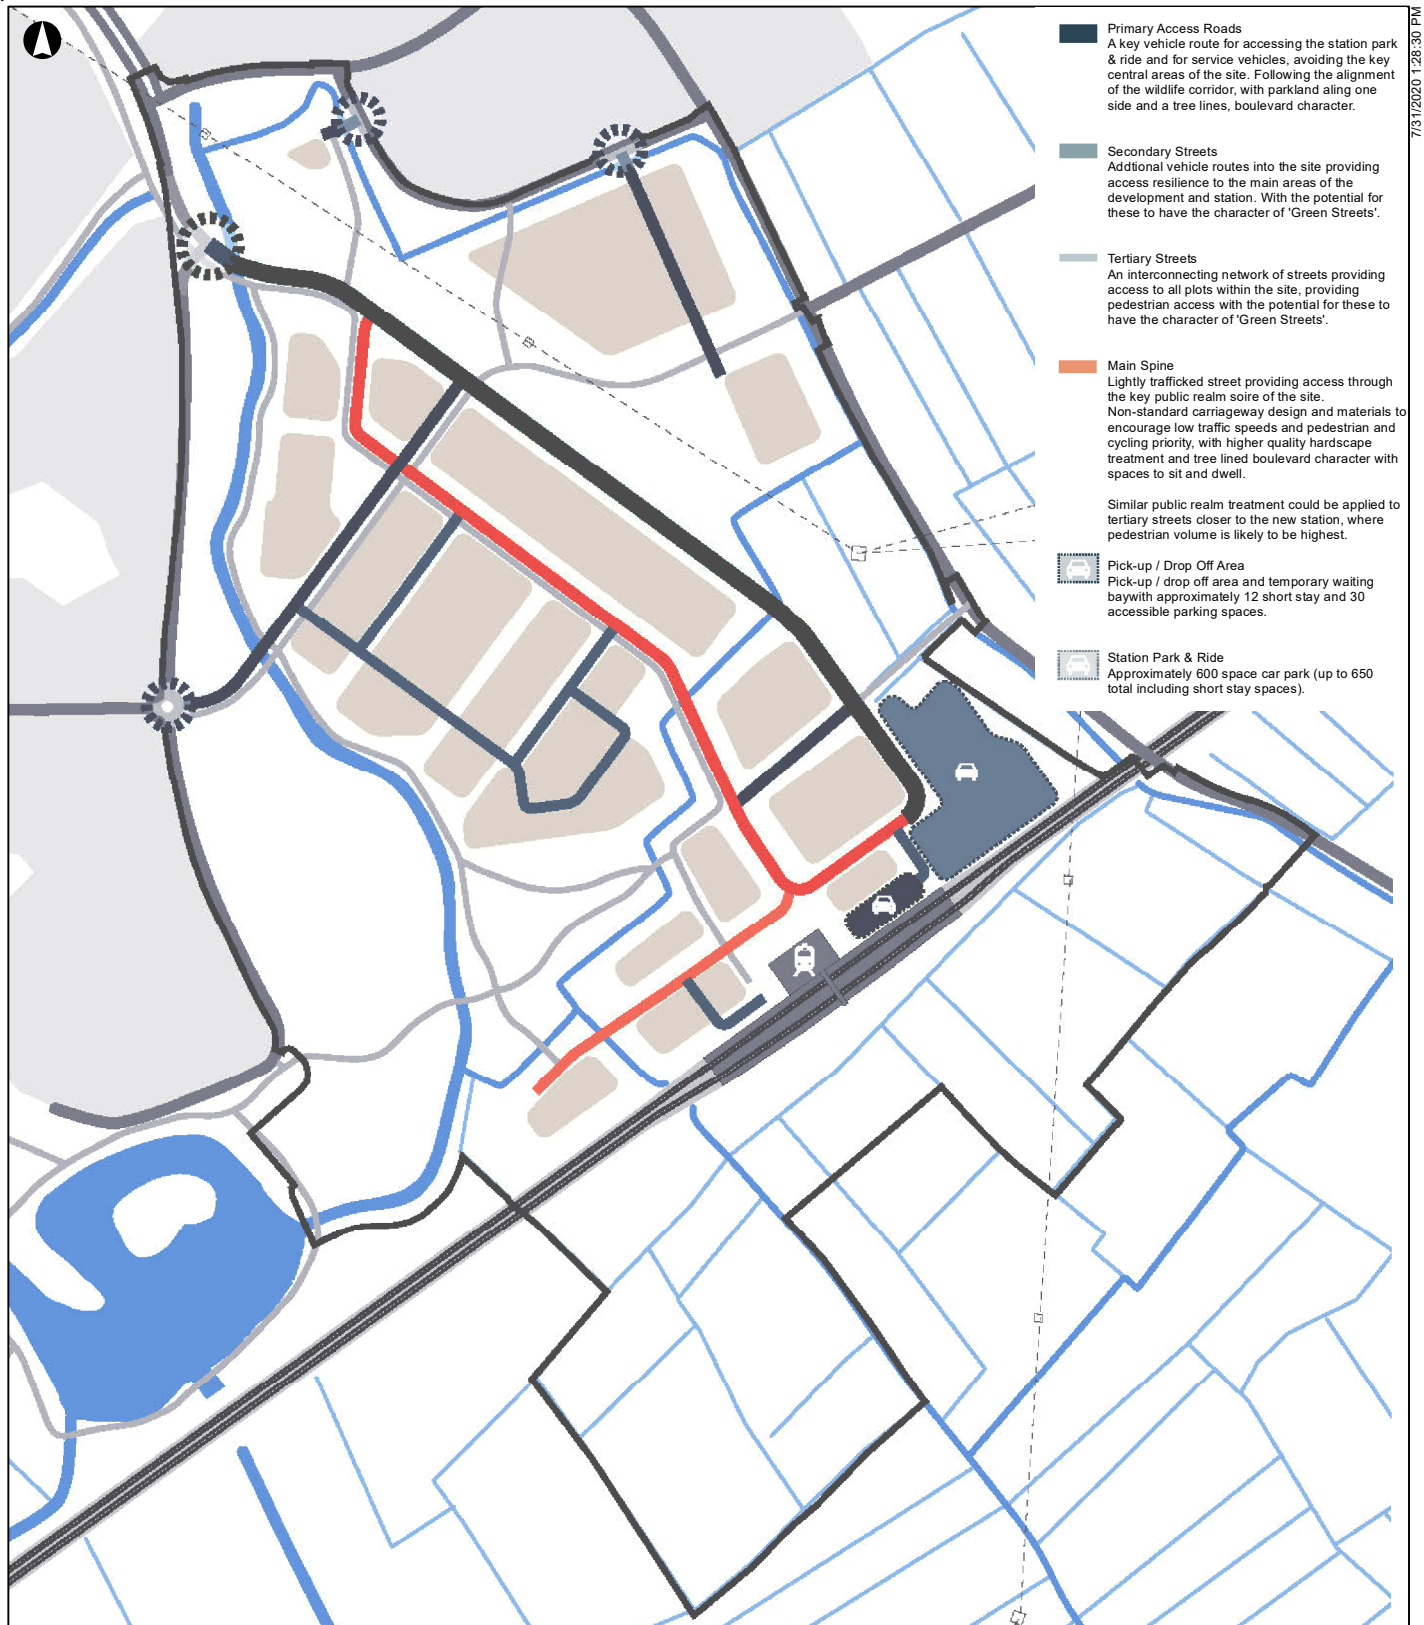 Primary Access Roads
A key vehicle route for accessing the station park
& ride and for service vehicles, avoiding the key
central areas of the site. Following the alignment
of the wildlife corridor, with parkland aling one
side and a tree lines, boulevard character.
Secondary Streets
Addtional vehicle routes into the site providing
access resilience to the main areas of the
development and station. With the potential for
these to have the character of 'Green Streets'.
Tertiary Streets
An interconnecting network of streets providing
access to all plots within the site, providing
pedestrian access with the potential for these to
have the character of 'Green Streets'.
Main Spine
Lightly trafficked street providing access through
the key public realm soire of the site.
Non-standard carriageway design and materials to
encourage low traffic speeds and pedestrian and
cycling priority, with higher quality hardscape
treatment and tree lined boulevard character with
spaces to sit and dwell.
Similar public realm treatment could be applied to
tertiary streets closer to the new station, where
pedestrian volume is likely to be highest.
Pick-up / Drop Off Area
Pick-up / drop off area and temporary waiting
baywith approximately 12 short stay and 30
accessible parking spaces.
Station Park & Ride
Approximately 600 space car park (up to 650
total including short stay spaces).
7/31/2020 1:28:30 PM